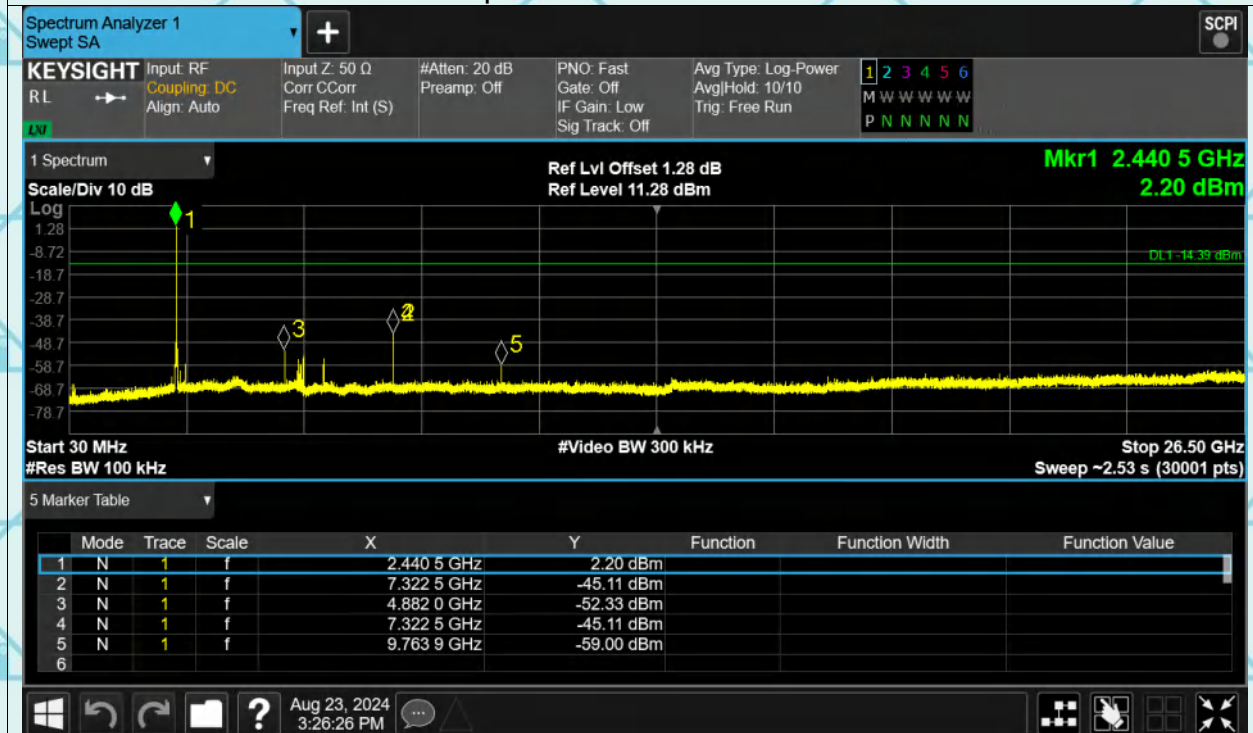 Spectrum Analyzer 1
Swept SA
+
SCPI
KEYSIGHT
RL
LXI
Input: RF
Coupling: DC
Align: Auto
Input Z: 50 Ω
Corr CCorr
Freq Ref: Int (S)
#Atten: 20 dB
Preamp: Off
PNO: Fast
Gate: Off
IF Gain: Low
Sig Track: Off
Avg Type: Log-Power
Avg|Hold: 10/10
Trig: Free Run
1 2 3 4 5 6
M W W W W W
P N N N N N
1 Spectrum
Scale/Div 10 dB
Ref Lvl Offset 1.28 dB
Ref Level 11.28 dBm
Mkr1 2.440 5 GHz
2.20 dBm
Log
1
1.28
-8.72
DL1 -14.39 dBm
-18.7
-28.7
-38.7
2
3
-48.7
5
-58.7
-68.7
-78.7
Start 30 MHz
#Video BW 300 kHz
Stop 26.50 GHz
#Res BW 100 kHz
Sweep ~2.53 s (30001 pts)
5 Marker Table
Mode Trace Scale X Y Function Function Width Function Value
1 N 1 f 2.440 5 GHz 2.20 dBm
2 N 1 f 7.322 5 GHz -45.11 dBm
3 N 1 f 4.882 0 GHz -52.33 dBm
4 N 1 f 7.322 5 GHz -45.11 dBm
5 N 1 f 9.763 9 GHz -59.00 dBm
6
?
Aug 23, 2024
3:26:26 PM